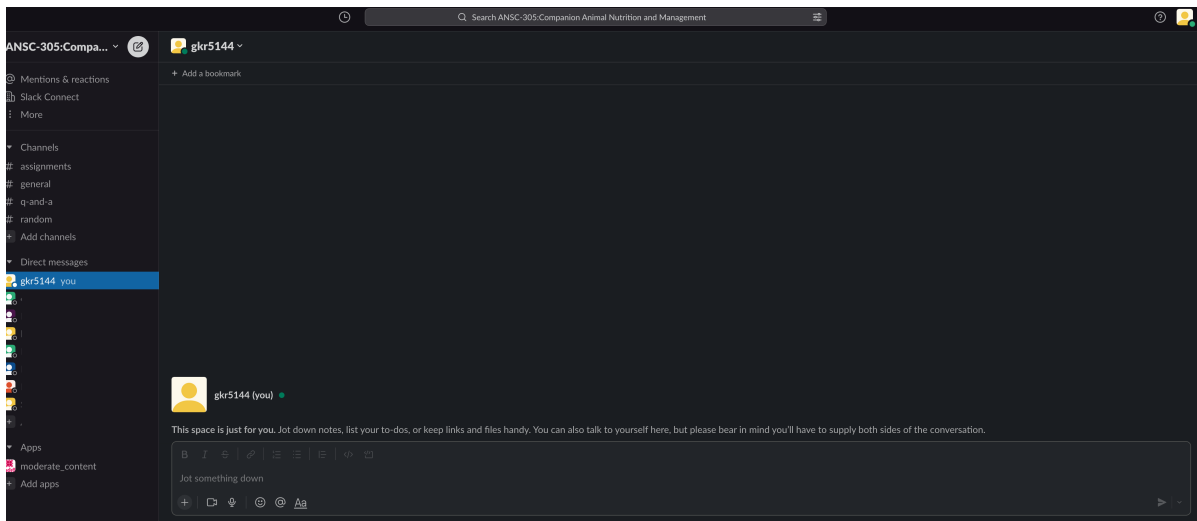 Search ANSC-305:Companion Animal Nutrition and Management
ANSC-305:Compa...
gkr5144
Add a bookmark
Mentions & reactions
Slack Connect
More
Channels
# assignments
# general
# q-and-a
# random
+ Add channels
Direct messages
gkr5144 you
Apps
moderate_content
+ Add apps
gkr5144 (you)
This space is just for you. Jot down notes, list your to-dos, or keep links and files handy. You can also talk to yourself here, but please bear in mind you'll have to supply both sides of the conversation.
B I S
Jot something down
+ @ Aa